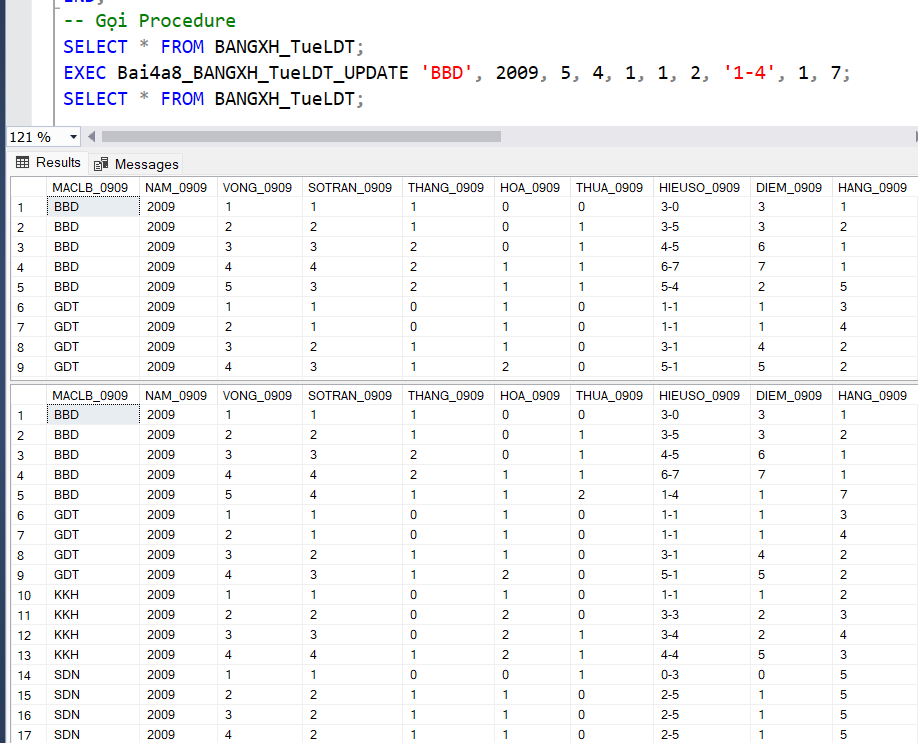 -- Gọi Procedure
SELECT * FROM BANGXH_TueLDT;
EXEC Bai4a8_BANGXH_TueLDT_UPDATE 'BBD', 2009, 5, 4, 1, 1, 2, '1-4', 1, 7;
SELECT * FROM BANGXH_TueLDT;
121 %
Results Messages
MACLB_0909 NAM_0909 VONG_0909 SOTRAN_0909 THANG_0909 HOA_0909 THUA_0909 HIEUSO_0909 DIEM_0909 HANG_0909
1 BBD 2009 1 1 1 0 0 3-0 3 1
2 BBD 2009 2 2 1 0 1 3-5 3 2
3 BBD 2009 3 3 2 0 1 4-5 6 1
4 BBD 2009 4 4 2 1 1 6-7 7 1
5 BBD 2009 5 3 2 1 1 5-4 2 5
6 GDT 2009 1 1 0 1 0 1-1 1 3
7 GDT 2009 2 1 0 1 0 1-1 1 4
8 GDT 2009 3 2 1 1 0 3-1 4 2
9 GDT 2009 4 3 1 2 0 5-1 5 2
MACLB_0909 NAM_0909 VONG_0909 SOTRAN_0909 THANG_0909 HOA_0909 THUA_0909 HIEUSO_0909 DIEM_0909 HANG_0909
1 BBD 2009 1 1 1 0 0 3-0 3 1
2 BBD 2009 2 2 1 0 1 3-5 3 2
3 BBD 2009 3 3 2 0 1 4-5 6 1
4 BBD 2009 4 4 2 1 1 6-7 7 1
5 BBD 2009 5 4 1 1 2 1-4 1 7
6 GDT 2009 1 1 0 1 0 1-1 1 3
7 GDT 2009 2 1 0 1 0 1-1 1 4
8 GDT 2009 3 2 1 1 0 3-1 4 2
9 GDT 2009 4 3 1 2 0 5-1 5 2
10 KKH 2009 1 1 0 1 0 1-1 1 2
11 KKH 2009 2 2 0 2 0 3-3 2 3
12 KKH 2009 3 3 0 2 1 3-4 2 4
13 KKH 2009 4 4 1 2 1 4-4 5 3
14 SDN 2009 1 1 0 0 1 0-3 0 5
15 SDN 2009 2 2 1 1 0 2-5 1 5
16 SDN 2009 3 2 1 1 0 2-5 1 5
17 SDN 2009 4 2 1 1 0 2-5 1 5